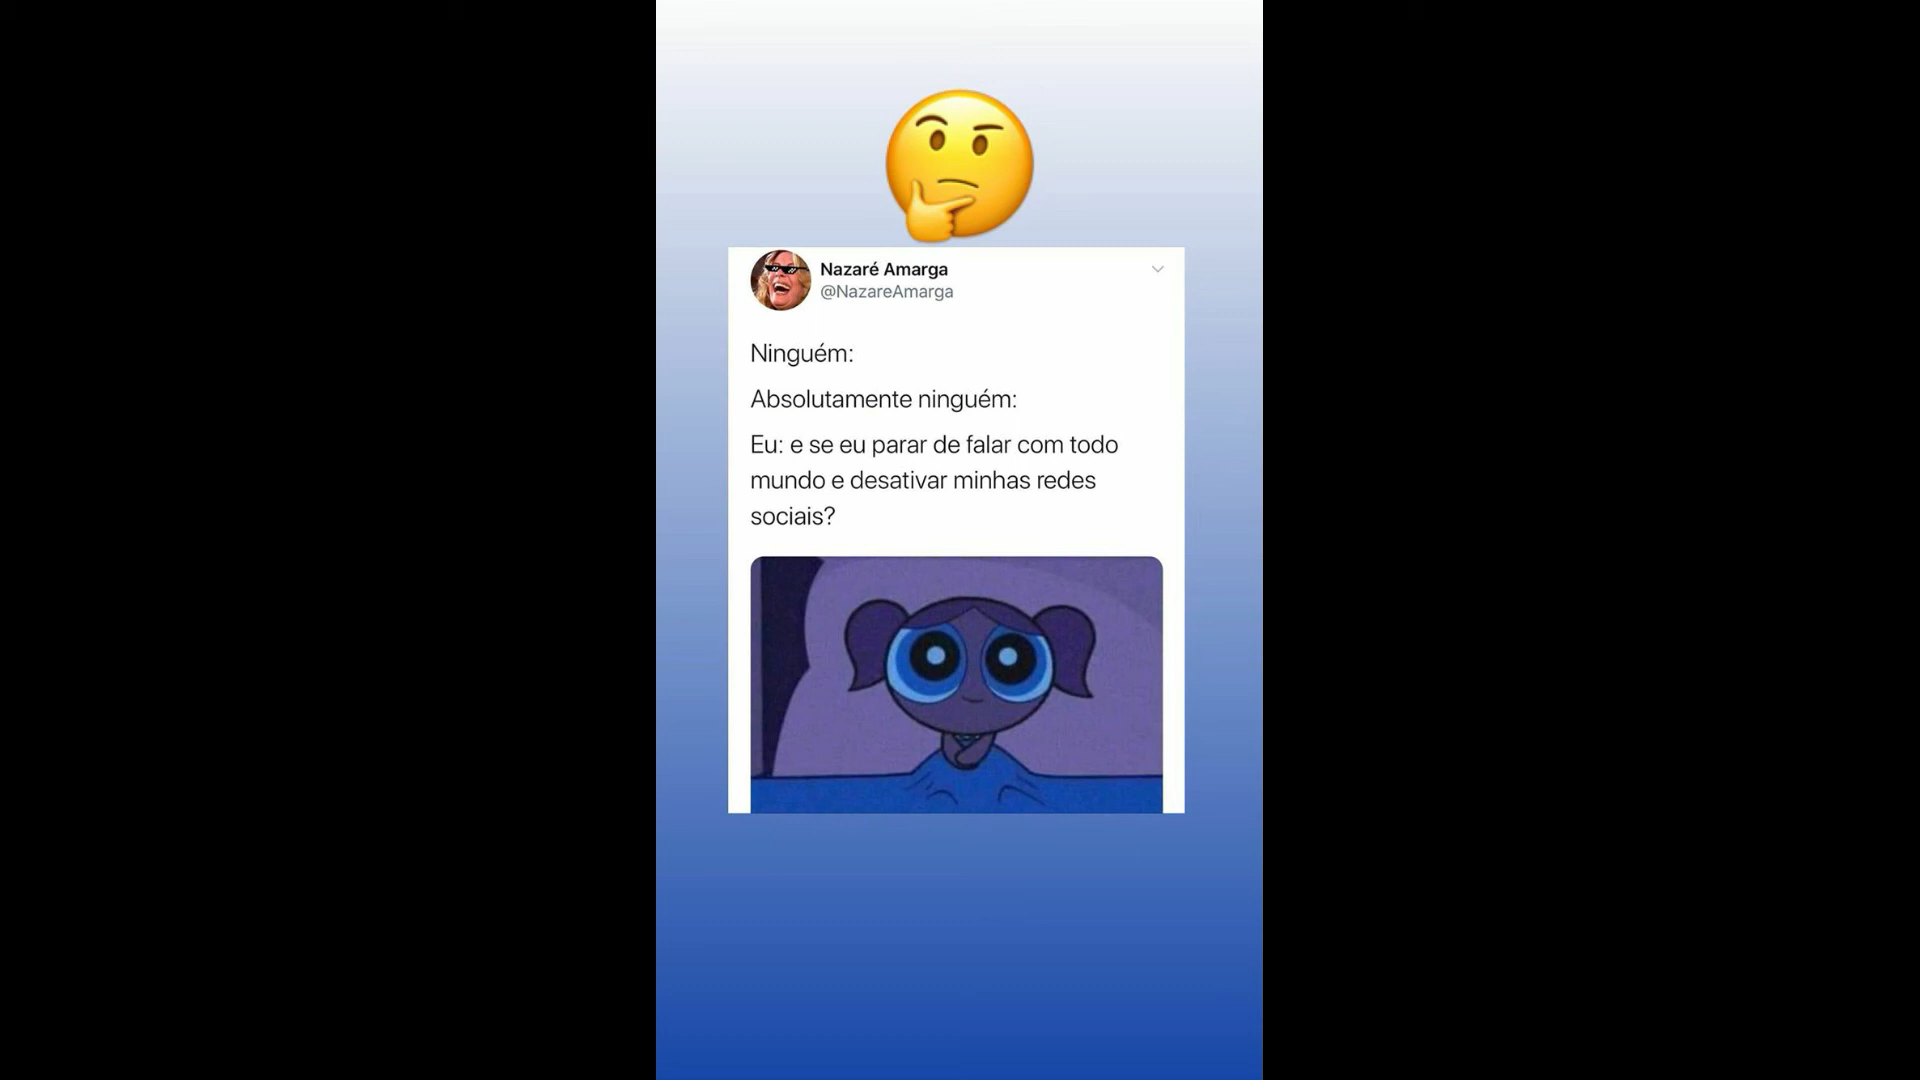 Nazaré Amarga
@NazareAmarga
Ninguém:
Absolutamente ninguém:
Eu: e se eu parar de falar com todo
mundo e desativar minhas redes
sociais?